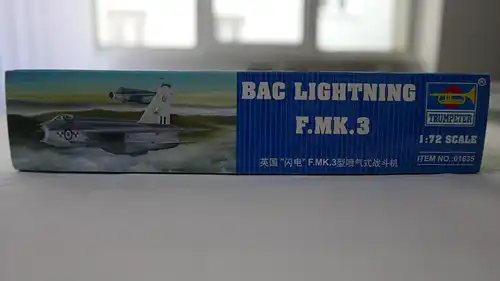 BAC LIGHTNING
F.MK.3
英国"闪电"F.MK.3型喷气式战斗机
TRUMPETER
1:72 SCALE
ITEM NO.:01635